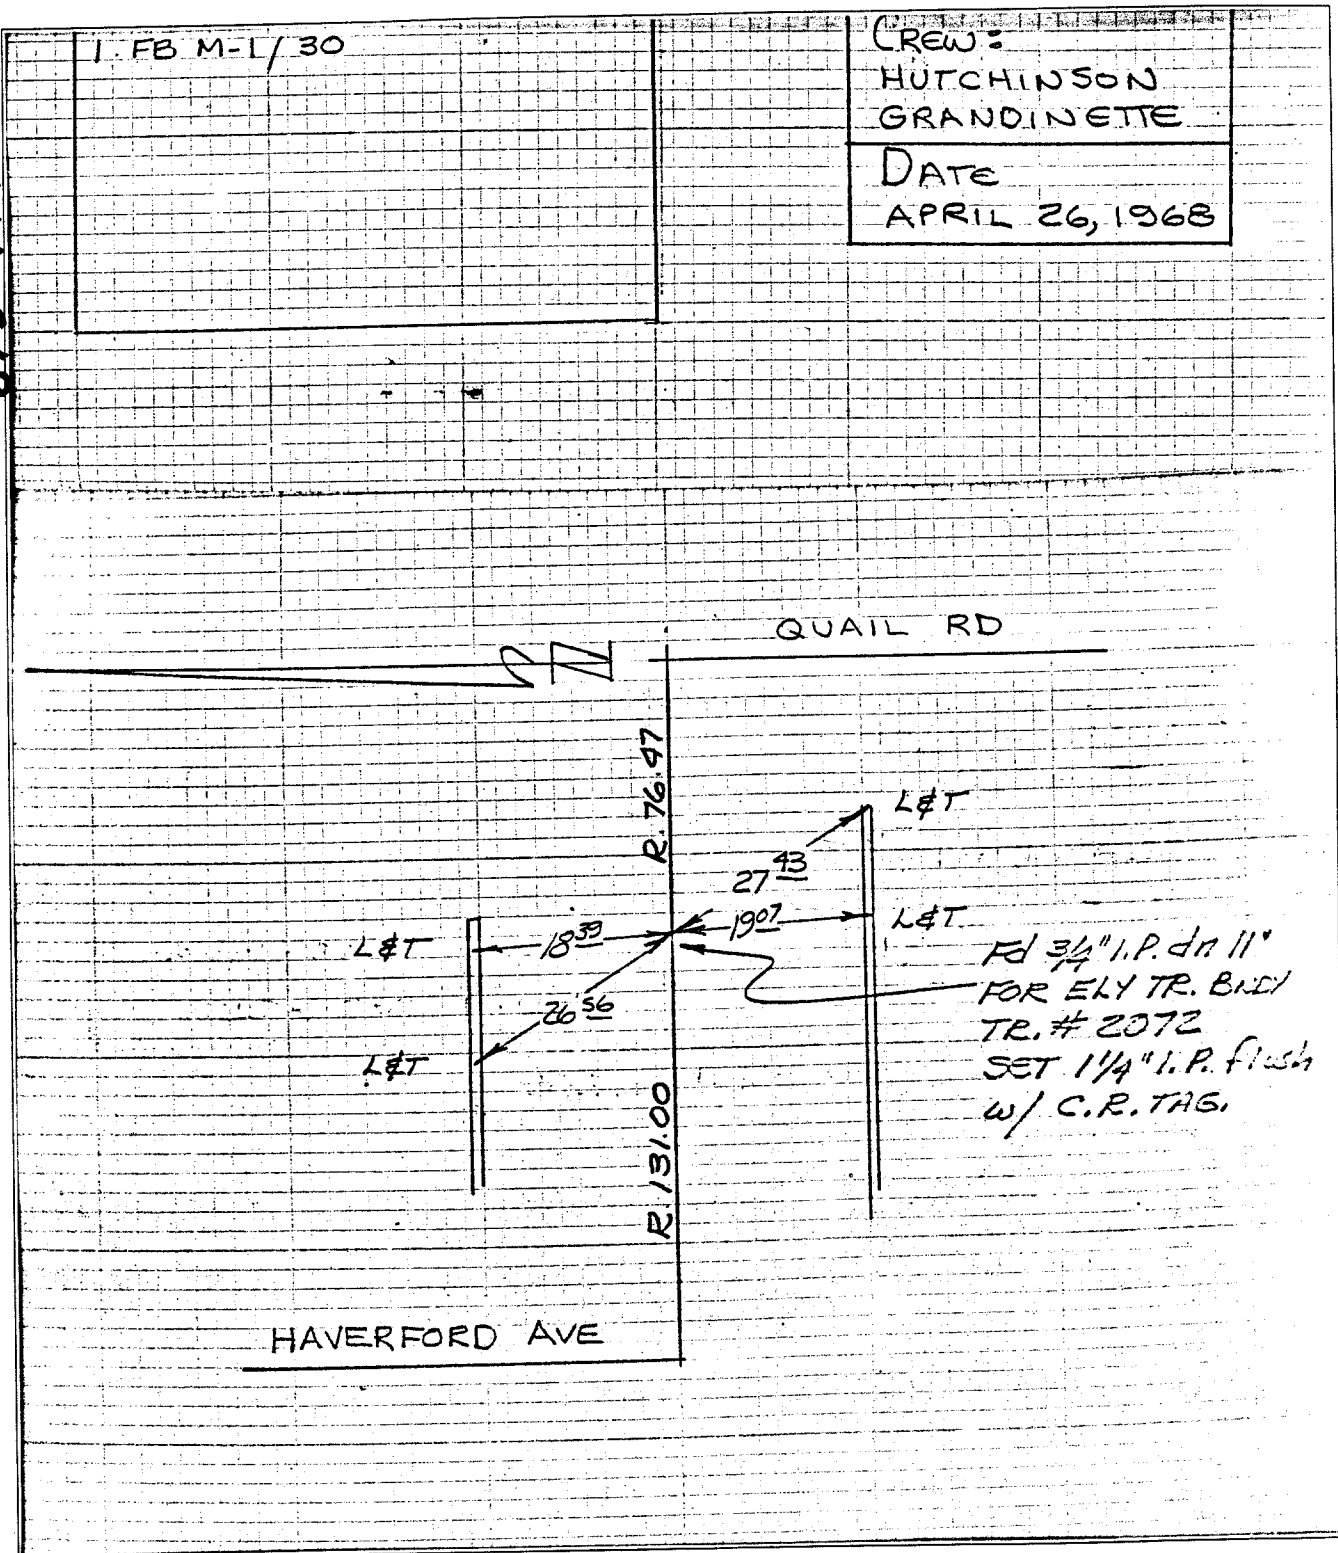 1. FB M-1/30
CREW:
HUTCHINSON
GRANDINETTE
DATE
APRIL 26, 1968
QUAIL RD
N
R. 76.47
L&T
27 43
L&T
18 39
19 07
L&T
26 56
L&T
Fd 3/4" I.P. dn 11"
FOR ELY TR. BNDY
TR. # 2072
SET 1 1/4" I.P. flush
w/ C.R. TAG.
R. 131.00
HAVERFORD AVE